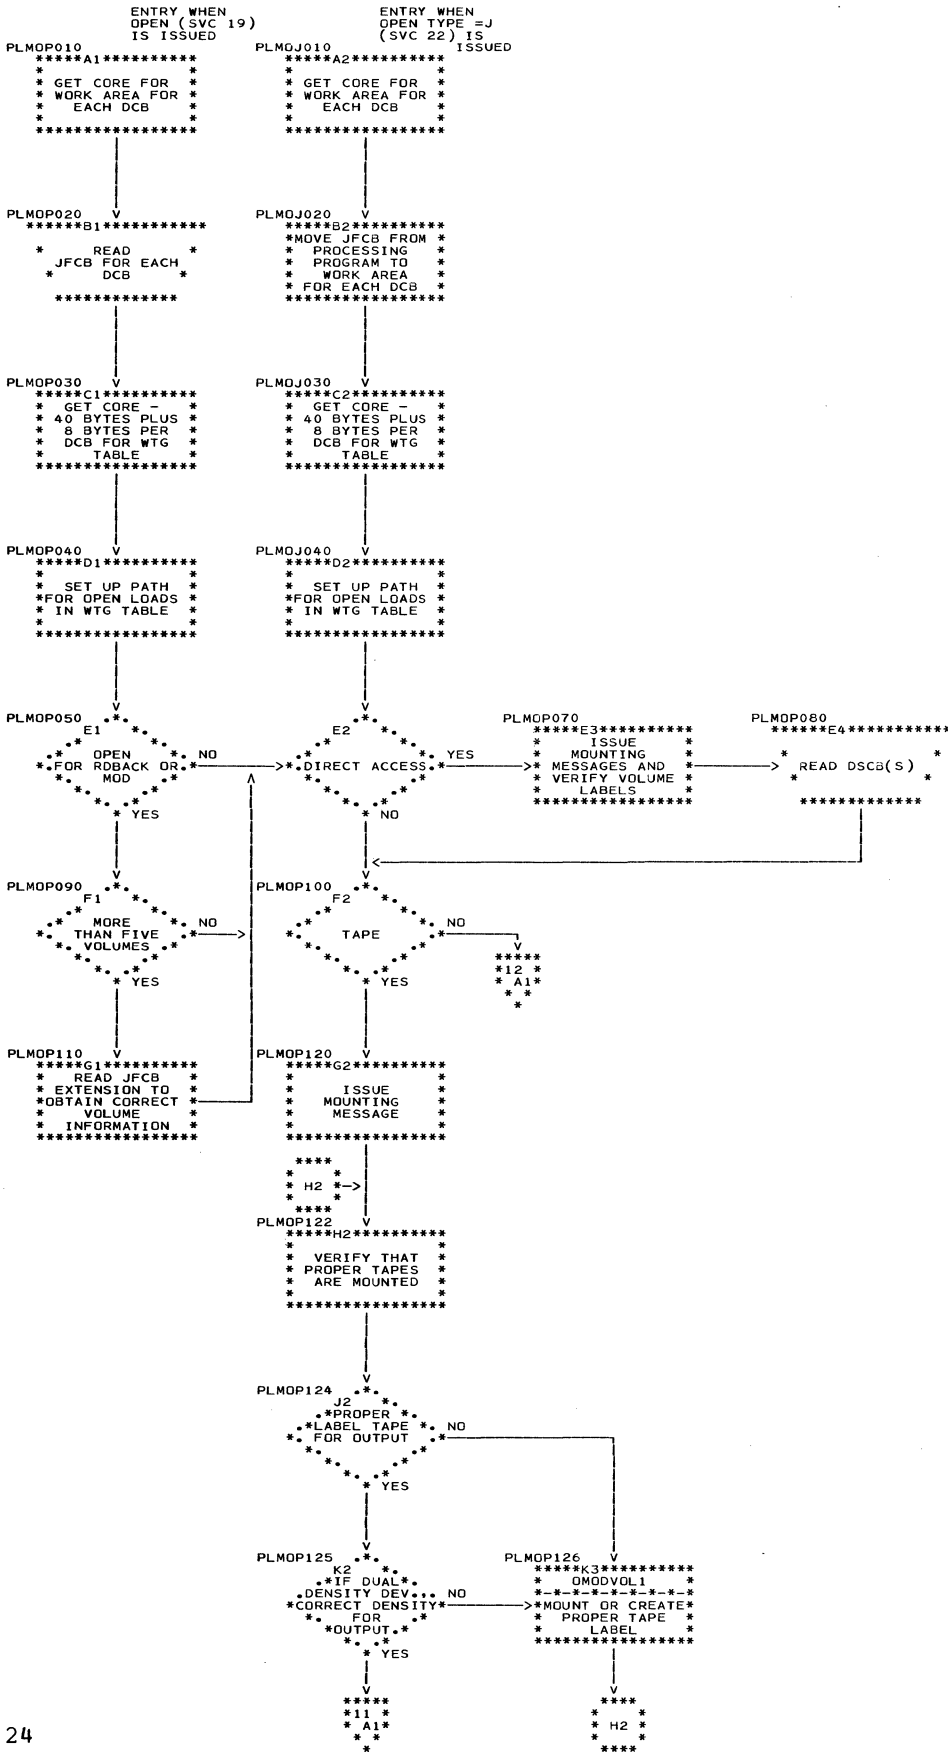 ENTRY WHEN
OPEN (SVC 19)
IS ISSUED
ENTRY WHEN
OPEN TYPE =J
(SVC 22) IS
ISSUED
PLMOP010
*****A1**********
GET CORE FOR
WORK AREA FOR
EACH DCB
PLMOJ010
*****A2**********
GET CORE FOR
WORK AREA FOR
EACH DCB
PLMOP020
******B1***********
READ
JFCB FOR EACH
DCB
PLMOJ020
*****B2**********
*MOVE JFCB FROM *
PROCESSING
PROGRAM TO
WORK AREA
FOR EACH DCB
PLMOP030
*****C1**********
GET CORE -
40 BYTES PLUS
8 BYTES PER
DCB FOR WTG
TABLE
PLMOJ030
*****C2**********
GET CORE -
40 BYTES PLUS
8 BYTES PER
DCB FOR WTG
TABLE
PLMOP040
*****D1**********
SET UP PATH
*FOR OPEN LOADS *
IN WTG TABLE
PLMOJ040
*****D2**********
SET UP PATH
*FOR OPEN LOADS *
IN WTG TABLE
PLMOP050
E1
OPEN
FOR RDBACK OR
MOD
NO
YES
E2
DIRECT ACCESS
YES
NO
PLMOP070
*****E3**********
ISSUE
MOUNTING
MESSAGES AND
VERIFY VOLUME
LABELS
PLMOP080
******E4***********
READ DSCB(S)
PLMOP090
F1
MORE
THAN FIVE
VOLUMES
NO
YES
PLMOP100
F2
TAPE
NO
YES
*****
*12 *
* A1*
* *
*
PLMOP110
*****G1**********
READ JFCB
EXTENSION TO
*OBTAIN CORRECT *
VOLUME
INFORMATION
PLMOP120
*****G2**********
ISSUE
MOUNTING
MESSAGE
****
* H2 *->
****
PLMOP122
*****H2**********
VERIFY THAT
PROPER TAPES
ARE MOUNTED
PLMOP124
J2
*PROPER
*LABEL TAPE *
FOR OUTPUT
NO
YES
PLMOP125
K2
*IF DUAL*
DENSITY DEV...
*CORRECT DENSITY*
FOR
*OUTPUT.*
NO
YES
PLMOP126
*****K3**********
OMODVOL1
*-*-*-*-*-*-*-*-*
*MOUNT OR CREATE*
PROPER TAPE
LABEL
*****
*11 *
* A1*
* *
*
****
* H2 *
****
24